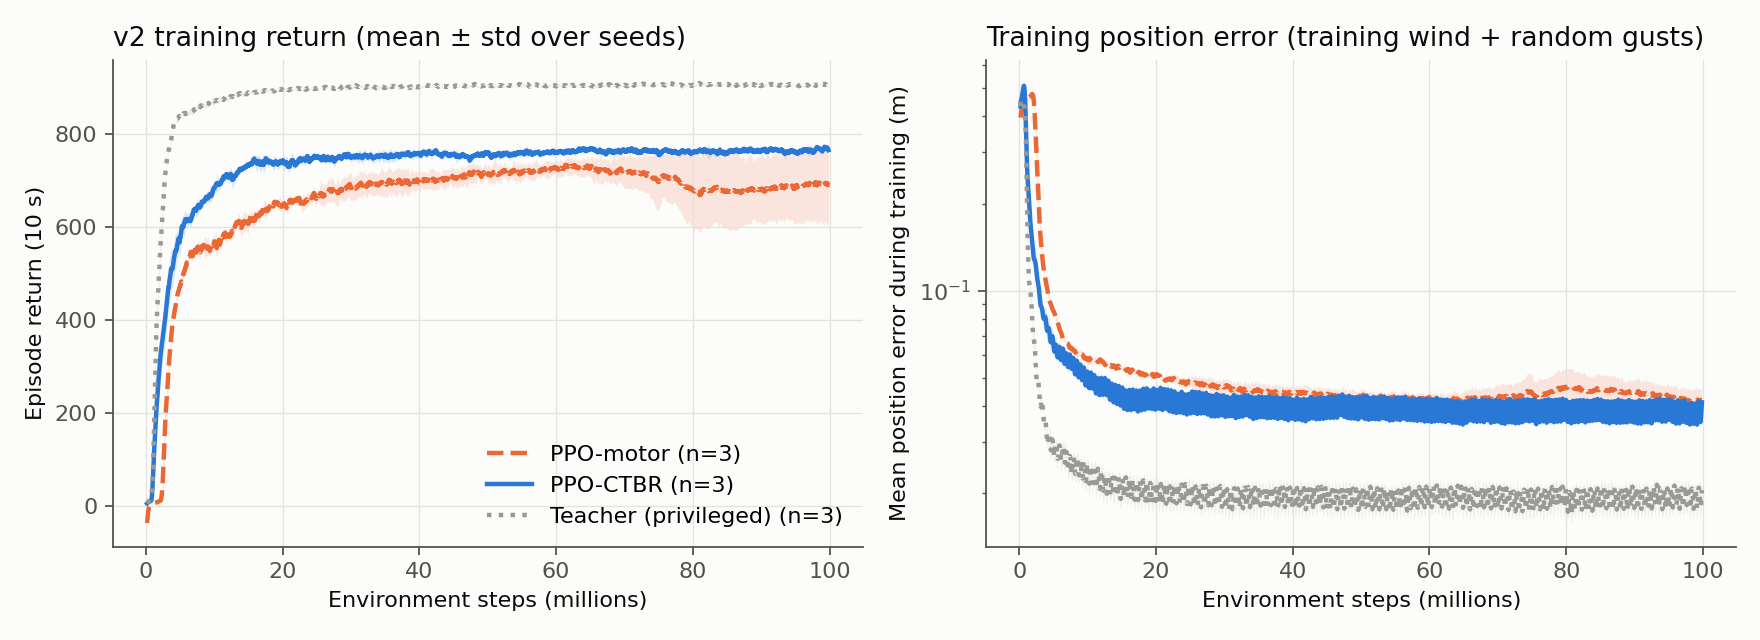 v2 training return (mean ± std over seeds)
Episode return (10 s)
800
600
400
200
0
PPO-motor (n=3)
PPO-CTBR (n=3)
Teacher (privileged) (n=3)
0 20 40 60 80 100
Environment steps (millions)
Training position error (training wind + random gusts)
Mean position error during training (m)
10⁻¹
0 20 40 60 80 100
Environment steps (millions)